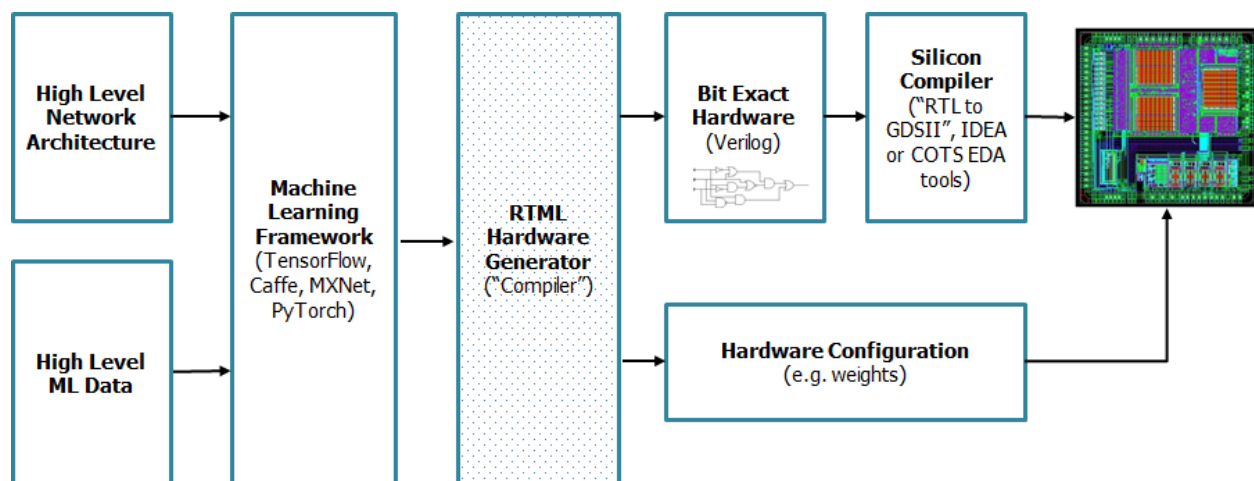 High Level
Network
Architecture
High Level
ML Data
Machine
Learning
Framework
(TensorFlow,
Caffe, MXNet,
PyTorch)
RTML
Hardware
Generator
(“Compiler”)
Bit Exact
Hardware
(Verilog)
Silicon
Compiler
(“RTL to
GDSII”, IDEA
or COTS EDA
tools)
Hardware Configuration
(e.g. weights)